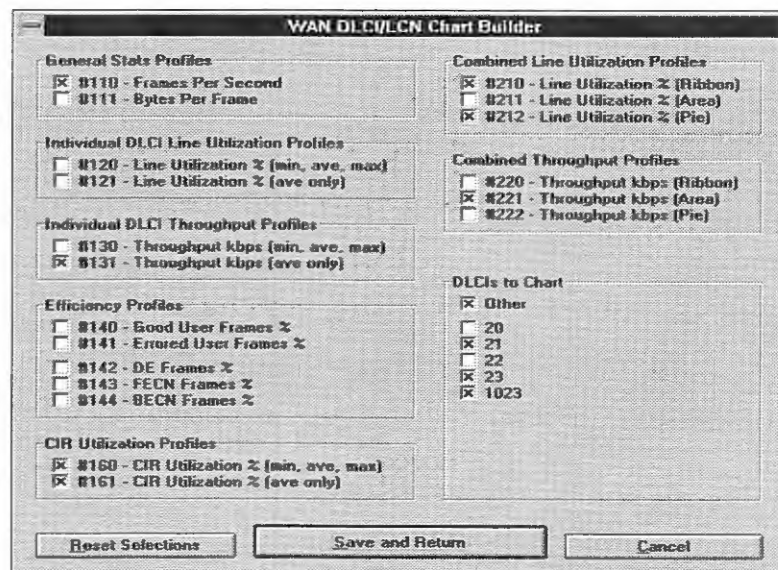 WAN DLCI/LCN Chart Builder
General Stats Profiles
#110 - Frames Per Second
#111 - Bytes Per Frame
Individual DLCI Line Utilization Profiles
#120 - Line Utilization % (min, ave, max)
#121 - Line Utilization % (ave only)
Individual DLCI Throughput Profiles
#130 - Throughput kbps (min, ave, max)
#131 - Throughput kbps (ave only)
Efficiency Profiles
#140 - Good User Frames %
#141 - Errored User Frames %
#142 - DE Frames %
#143 - FECN Frames %
#144 - BECN Frames %
CIR Utilization Profiles
#160 - CIR Utilization % (min, ave, max)
#161 - CIR Utilization % (ave only)
Combined Line Utilization Profiles
#210 - Line Utilization % (Ribbon)
#211 - Line Utilization % (Area)
#212 - Line Utilization % (Pie)
Combined Throughput Profiles
#220 - Throughput kbps (Ribbon)
#221 - Throughput kbps (Area)
#222 - Throughput kbps (Pie)
DLCIs to Chart
Other
20
21
22
23
1023
Reset Selections
Save and Return
Cancel